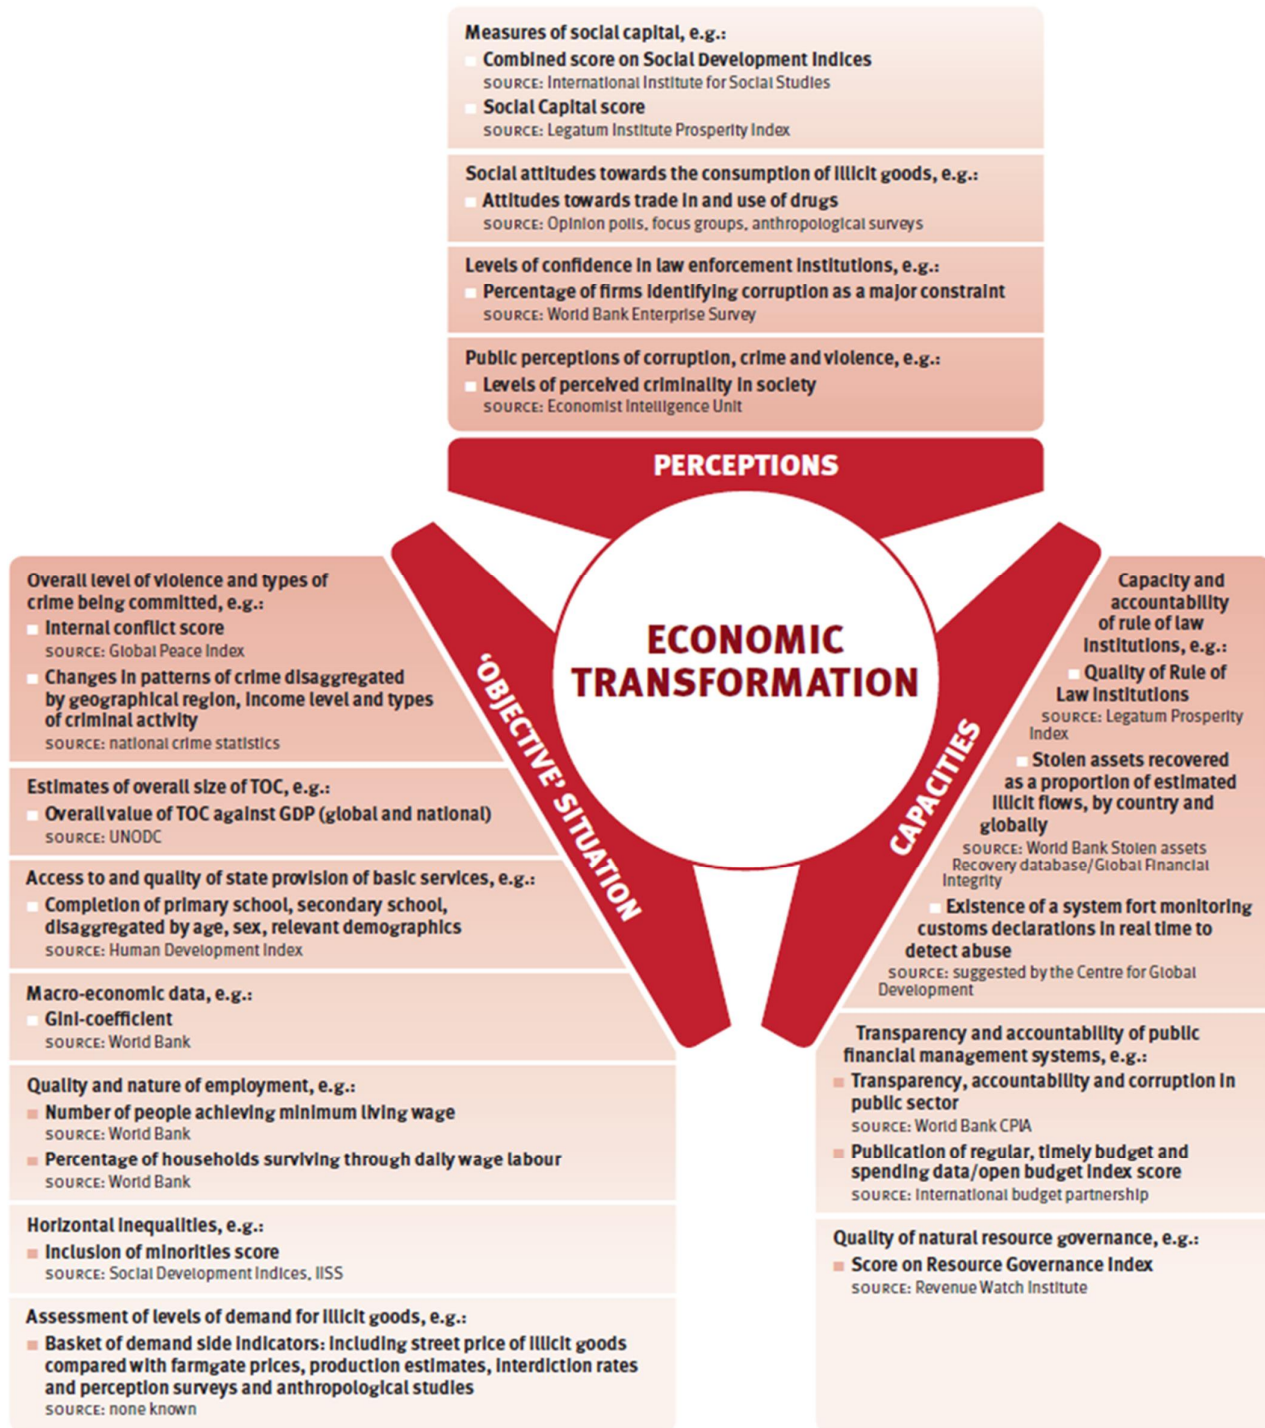 Measures of social capital, e.g.:
Combined score on Social Development Indices
SOURCE: International Institute for Social Studies
Social Capital score
SOURCE: Legatum Institute Prosperity Index
Social attitudes towards the consumption of illicit goods, e.g.:
Attitudes towards trade in and use of drugs
SOURCE: Opinion polls, focus groups, anthropological surveys
Levels of confidence in law enforcement institutions, e.g.:
Percentage of firms identifying corruption as a major constraint
SOURCE: World Bank Enterprise Survey
Public perceptions of corruption, crime and violence, e.g.:
Levels of perceived criminality in society
SOURCE: Economist Intelligence Unit
PERCEPTIONS
ECONOMIC
TRANSFORMATION
'OBJECTIVE' SITUATION
CAPACITIES
Overall level of violence and types of
crime being committed, e.g.:
Internal conflict score
SOURCE: Global Peace Index
Changes in patterns of crime disaggregated
by geographical region, income level and types
of criminal activity
SOURCE: national crime statistics
Estimates of overall size of TOC, e.g.:
Overall value of TOC against GDP (global and national)
SOURCE: UNODC
Access to and quality of state provision of basic services, e.g.:
Completion of primary school, secondary school,
disaggregated by age, sex, relevant demographics
SOURCE: Human Development Index
Macro-economic data, e.g.:
Gini-coefficient
SOURCE: World Bank
Quality and nature of employment, e.g.:
Number of people achieving minimum living wage
SOURCE: World Bank
Percentage of households surviving through daily wage labour
SOURCE: World Bank
Horizontal inequalities, e.g.:
Inclusion of minorities score
SOURCE: Social Development Indices, IISS
Assessment of levels of demand for illicit goods, e.g.:
Basket of demand side indicators: including street price of illicit goods
compared with farmgate prices, production estimates, interdiction rates
and perception surveys and anthropological studies
SOURCE: none known
Capacity and
accountability
of rule of law
institutions, e.g.:
Quality of Rule of
Law institutions
SOURCE: Legatum Prosperity
Index
Stolen assets recovered
as a proportion of estimated
illicit flows, by country and
globally
SOURCE: World Bank Stolen assets
Recovery database/Global Financial
Integrity
Existence of a system fort monitoring
customs declarations in real time to
detect abuse
SOURCE: suggested by the Centre for Global
Development
Transparency and accountability of public
financial management systems, e.g.:
Transparency, accountability and corruption in
public sector
SOURCE: World Bank CPIA
Publication of regular, timely budget and
spending data/open budget index score
SOURCE: International budget partnership
Quality of natural resource governance, e.g.:
Score on Resource Governance Index
SOURCE: Revenue Watch Institute